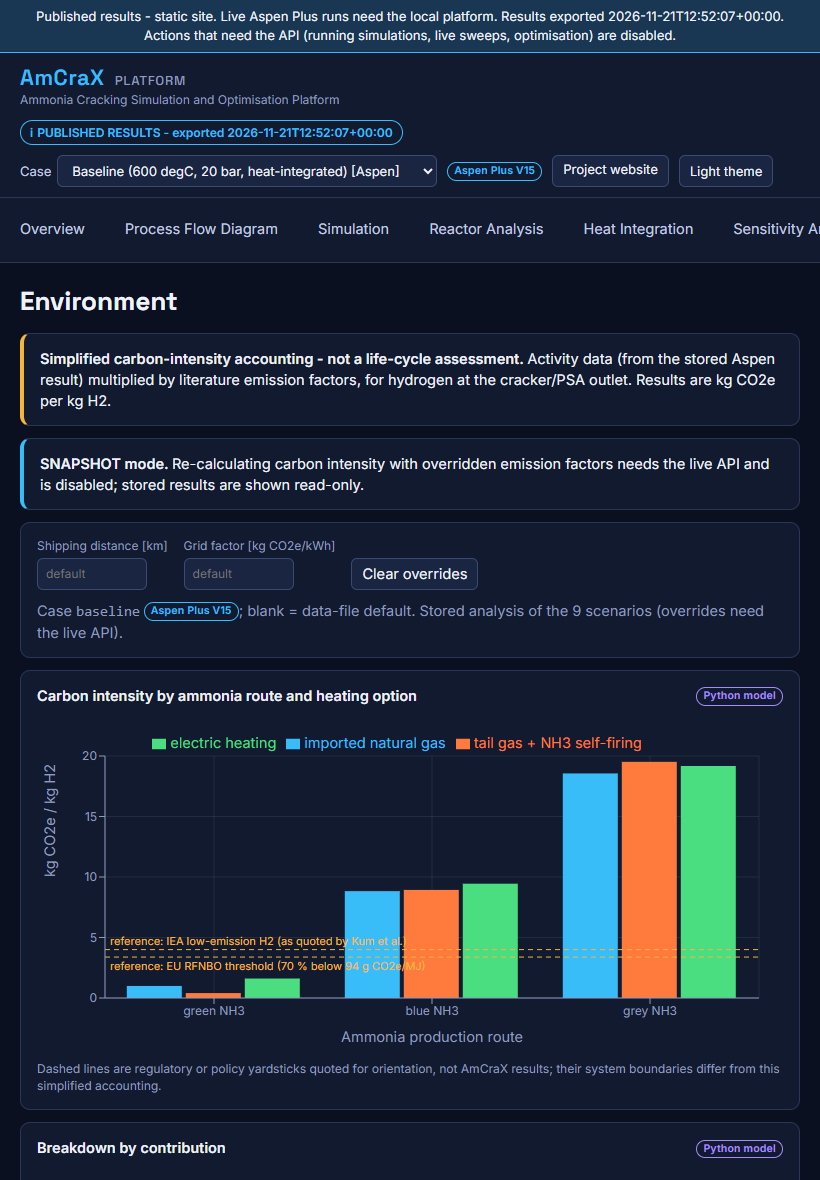 Published results - static site. Live Aspen Plus runs need the local platform. Results exported 2026-11-21T12:52:07+00:00.
Actions that need the API (running simulations, live sweeps, optimisation) are disabled.
AmCraX PLATFORM
Ammonia Cracking Simulation and Optimisation Platform
i PUBLISHED RESULTS - exported 2026-11-21T12:52:07+00:00
Case Baseline (600 degC, 20 bar, heat-integrated) [Aspen] Aspen Plus V15 Project website Light theme
Overview Process Flow Diagram Simulation Reactor Analysis Heat Integration Sensitivity A
Environment
Simplified carbon-intensity accounting - not a life-cycle assessment. Activity data (from the stored Aspen
result) multiplied by literature emission factors, for hydrogen at the cracker/PSA outlet. Results are kg CO2e
per kg H2.
SNAPSHOT mode. Re-calculating carbon intensity with overridden emission factors needs the live API and
is disabled; stored results are shown read-only.
Shipping distance [km] Grid factor [kg CO2e/kWh]
default default Clear overrides
Case baseline Aspen Plus V15; blank = data-file default. Stored analysis of the 9 scenarios (overrides need
the live API).
Carbon intensity by ammonia route and heating option Python model
electric heating imported natural gas tail gas + NH3 self-firing
kg CO2e / kg H2
20
15
10
5
0
reference: IEA low-emission H2 (as quoted by Kum et al.)
reference: EU RFNBO threshold (70 % below 94 g CO2e/MJ)
green NH3 blue NH3 grey NH3
Ammonia production route
Dashed lines are regulatory or policy yardsticks quoted for orientation, not AmCraX results; their system boundaries differ from this
simplified accounting.
Breakdown by contribution Python model